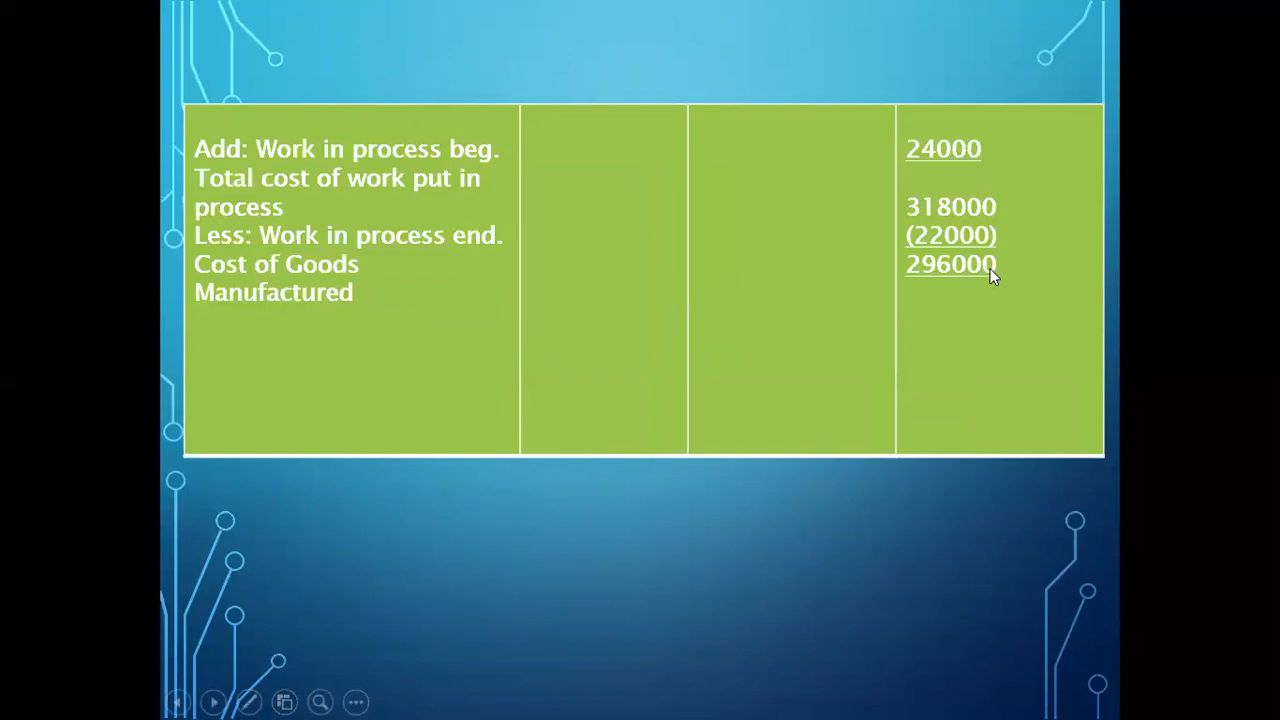 Add: Work in process beg. 24000
Total cost of work put in
process 318000
Less: Work in process end. (22000)
Cost of Goods 296000
Manufactured